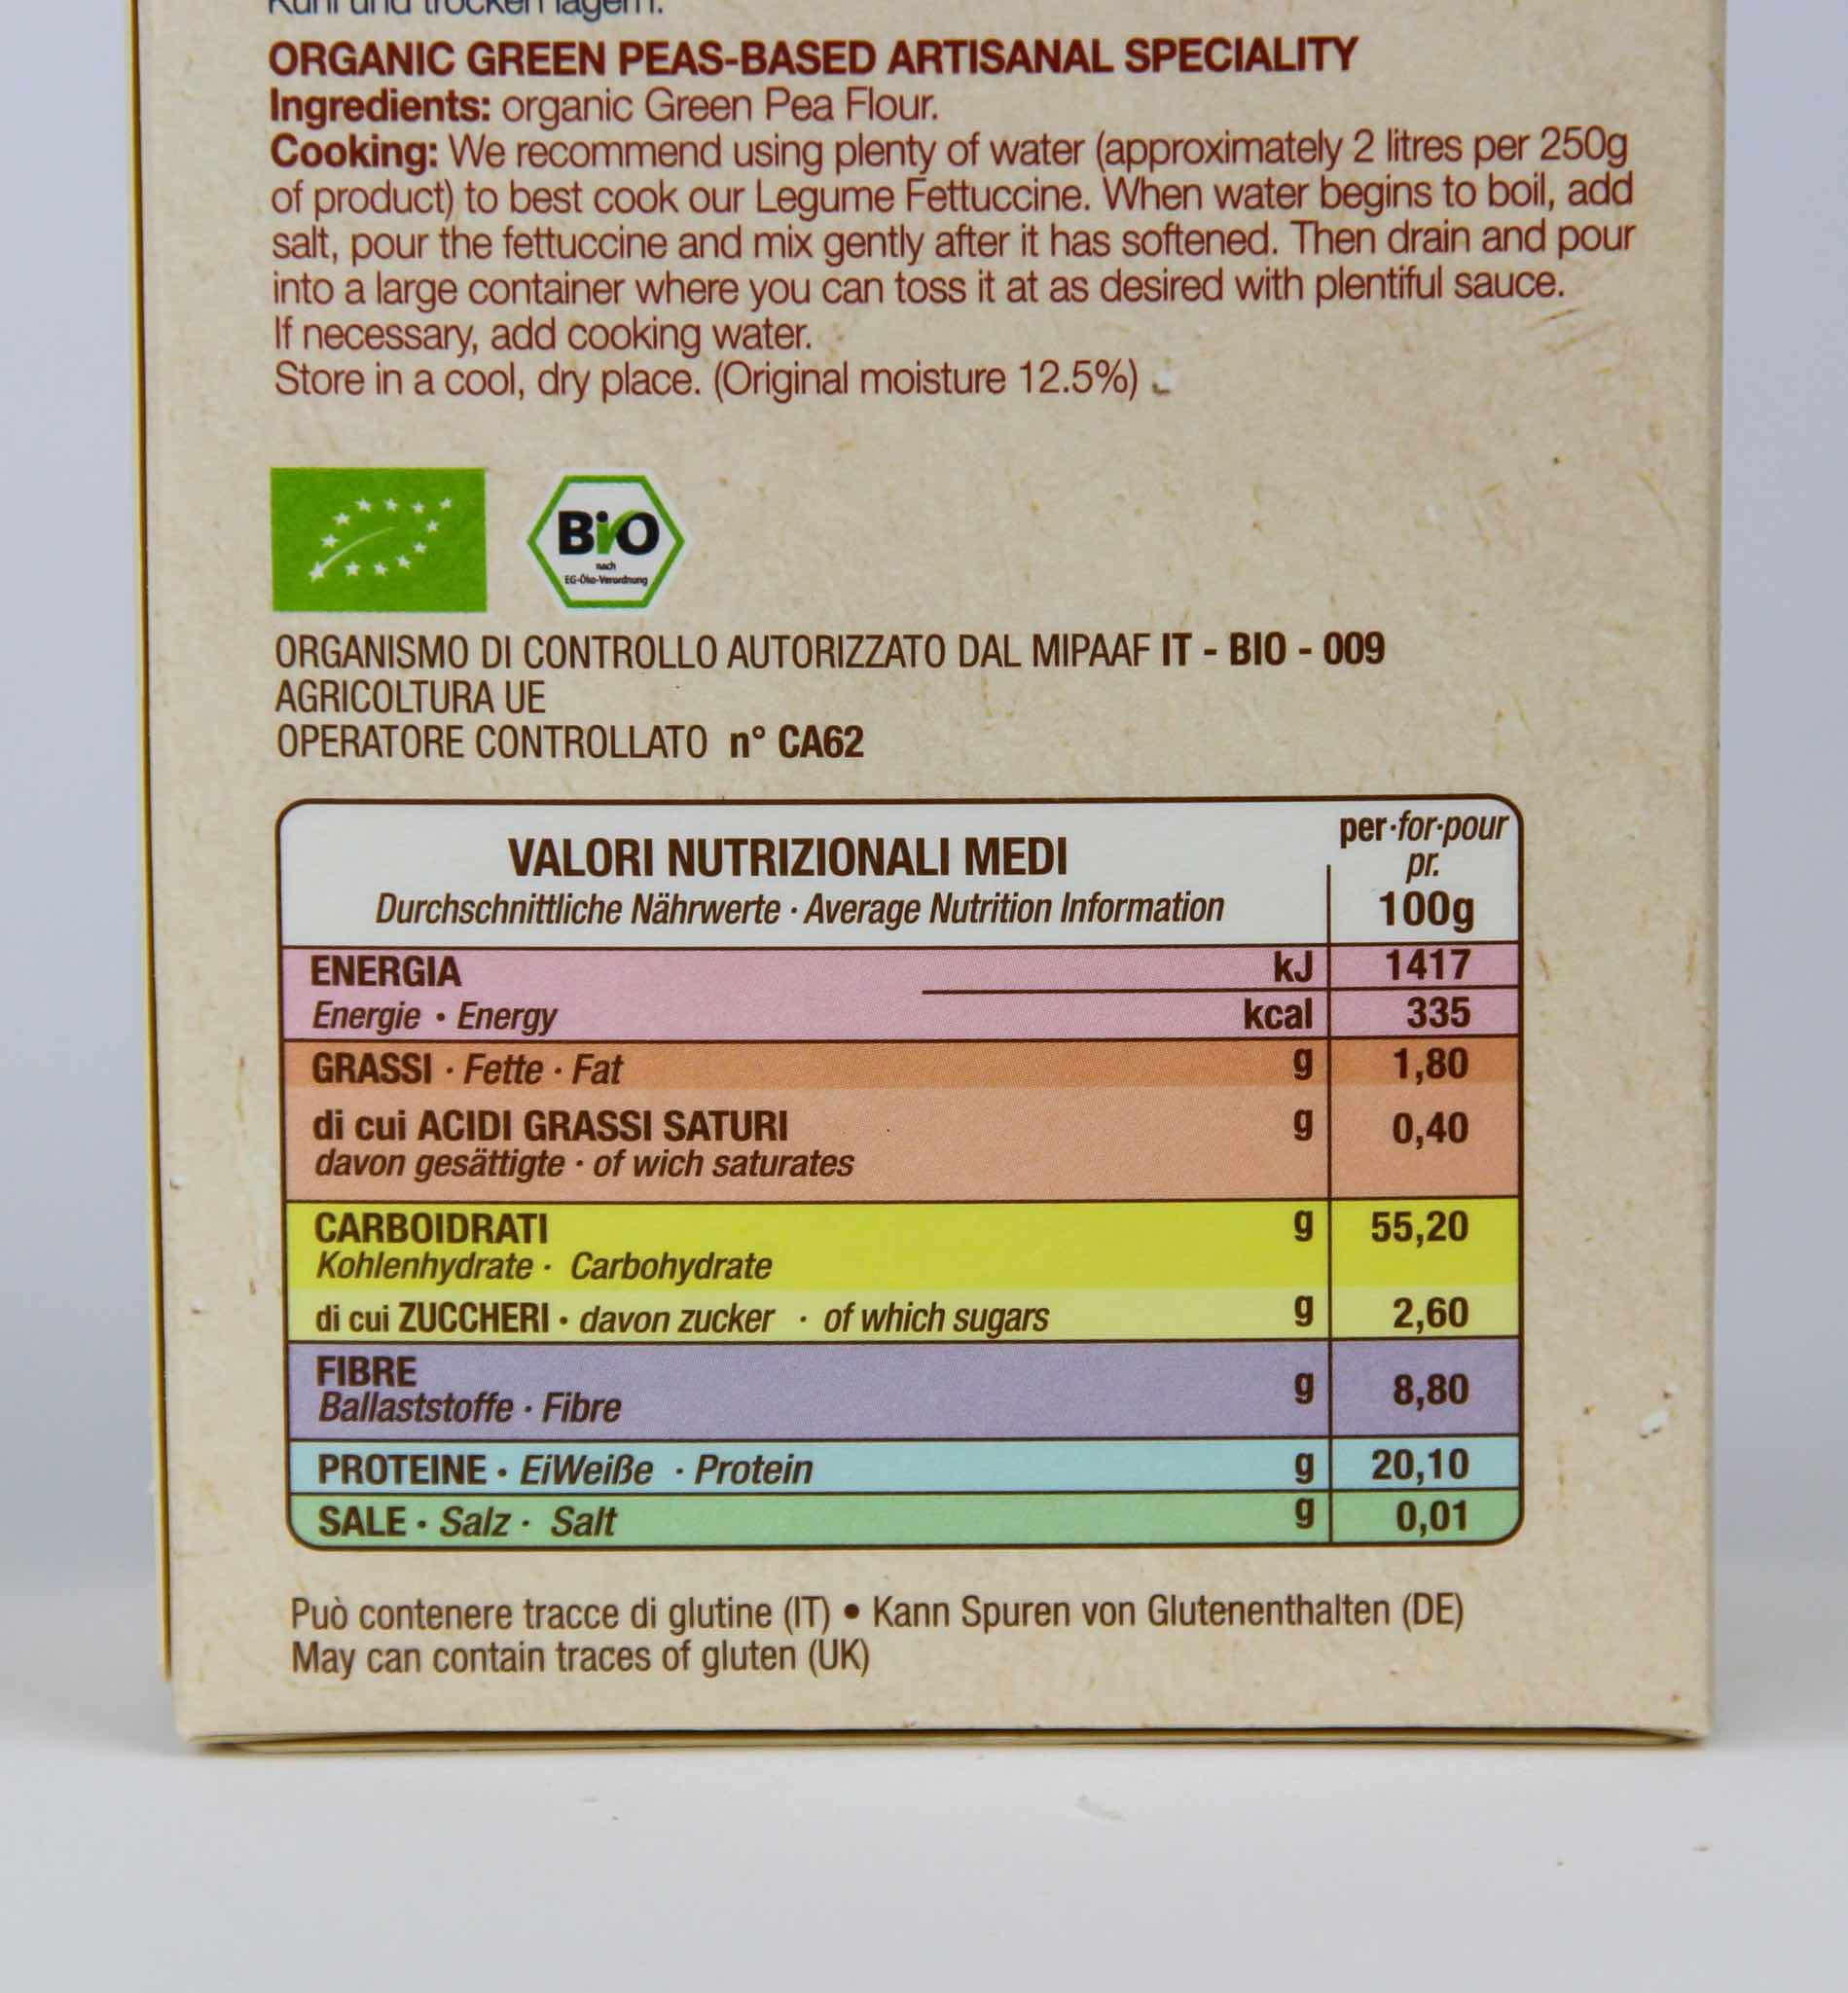 Kühl und trocken lagern.
ORGANIC GREEN PEAS-BASED ARTISANAL SPECIALITY
Ingredients: organic Green Pea Flour.
Cooking: We recommend using plenty of water (approximately 2 litres per 250g
of product) to best cook our Legume Fettuccine. When water begins to boil, add
salt, pour the fettuccine and mix gently after it has softened. Then drain and pour
into a large container where you can toss it at as desired with plentiful sauce.
If necessary, add cooking water.
Store in a cool, dry place. (Original moisture 12.5%)
BiO
nach
EG-Öko-Verordnung
ORGANISMO DI CONTROLLO AUTORIZZATO DAL MIPAAF IT - BIO - 009
AGRICOLTURA UE
OPERATORE CONTROLLATO n° CA62
VALORI NUTRIZIONALI MEDI
Durchschnittliche Nährwerte · Average Nutrition Information
per·for·pour
pr.
100g
ENERGIA kJ 1417
Energie • Energy kcal 335
GRASSI · Fette · Fat g 1,80
di cui ACIDI GRASSI SATURI g 0,40
davon gesättigte · of wich saturates
CARBOIDRATI g 55,20
Kohlenhydrate · Carbohydrate
di cui ZUCCHERI • davon zucker · of which sugars g 2,60
FIBRE g 8,80
Ballaststoffe · Fibre
PROTEINE • EiWeiße · Protein g 20,10
SALE • Salz · Salt g 0,01
Può contenere tracce di glutine (IT) • Kann Spuren von Glutenenthalten (DE)
May can contain traces of gluten (UK)